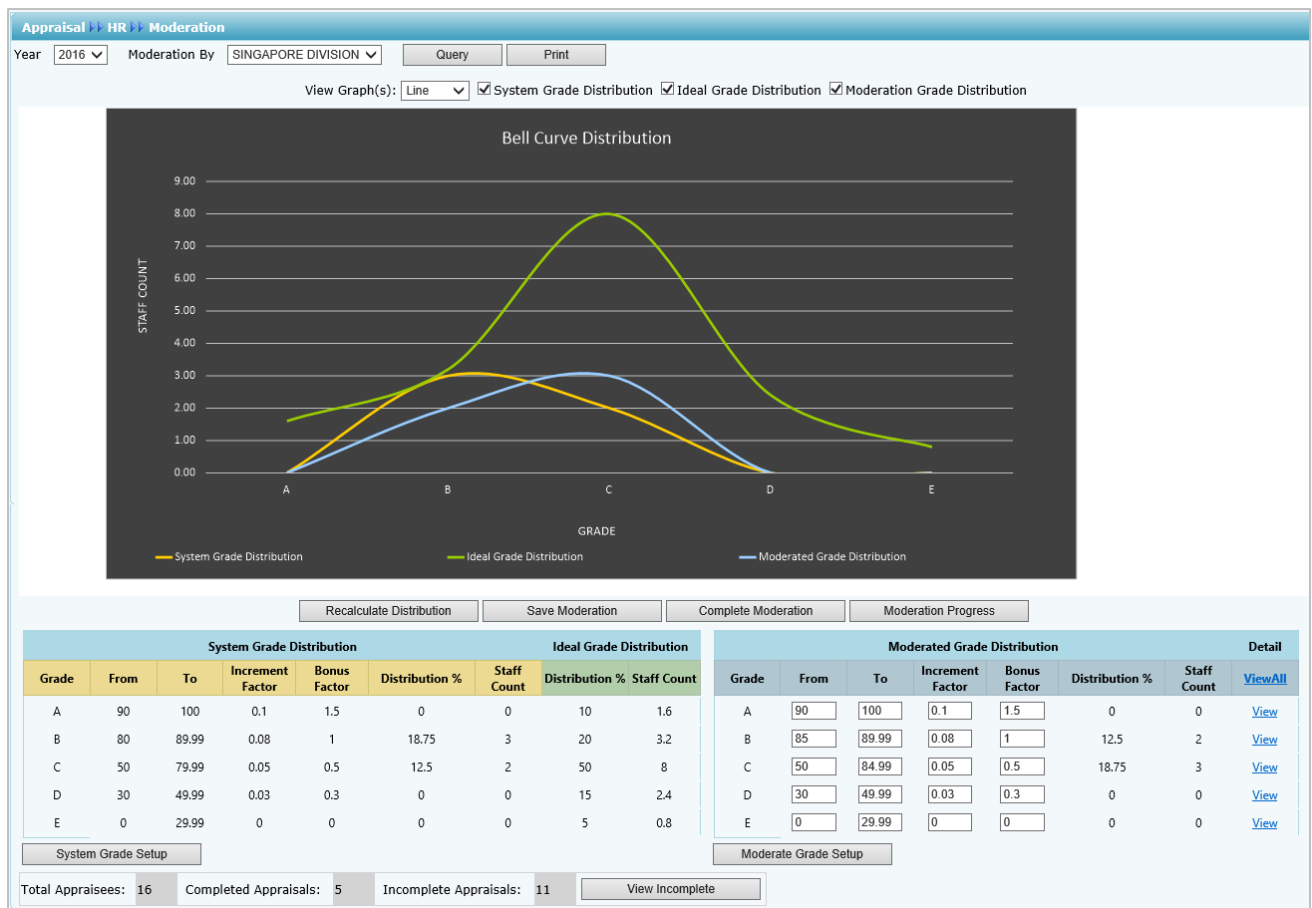 Appraisal HR Moderation
Year 2016 Moderation By SINGAPORE DIVISION Query Print
View Graph(s): Line System Grade Distribution Ideal Grade Distribution Moderation Grade Distribution
Bell Curve Distribution
9.00
8.00
7.00
6.00
5.00
4.00
3.00
2.00
1.00
0.00
STAFF COUNT
A B C D E
GRADE
System Grade Distribution Ideal Grade Distribution Moderated Grade Distribution
Recalculate Distribution Save Moderation Complete Moderation Moderation Progress
System Grade Distribution Ideal Grade Distribution Moderated Grade Distribution Detail
Grade From To Increment Factor Bonus Factor Distribution % Staff Count Distribution % Staff Count Grade From To Increment Factor Bonus Factor Distribution % Staff Count ViewAll
A 90 100 0.1 1.5 0 0 10 1.6 A 90 100 0.1 1.5 0 0 View
B 80 89.99 0.08 1 18.75 3 20 3.2 B 85 89.99 0.08 1 12.5 2 View
C 50 79.99 0.05 0.5 12.5 2 50 8 C 50 84.99 0.05 0.5 18.75 3 View
D 30 49.99 0.03 0.3 0 0 15 2.4 D 30 49.99 0.03 0.3 0 0 View
E 0 29.99 0 0 0 0 5 0.8 E 0 29.99 0 0 0 0 View
System Grade Setup Moderate Grade Setup
Total Appraisees: 16 Completed Appraisals: 5 Incomplete Appraisals: 11 View Incomplete